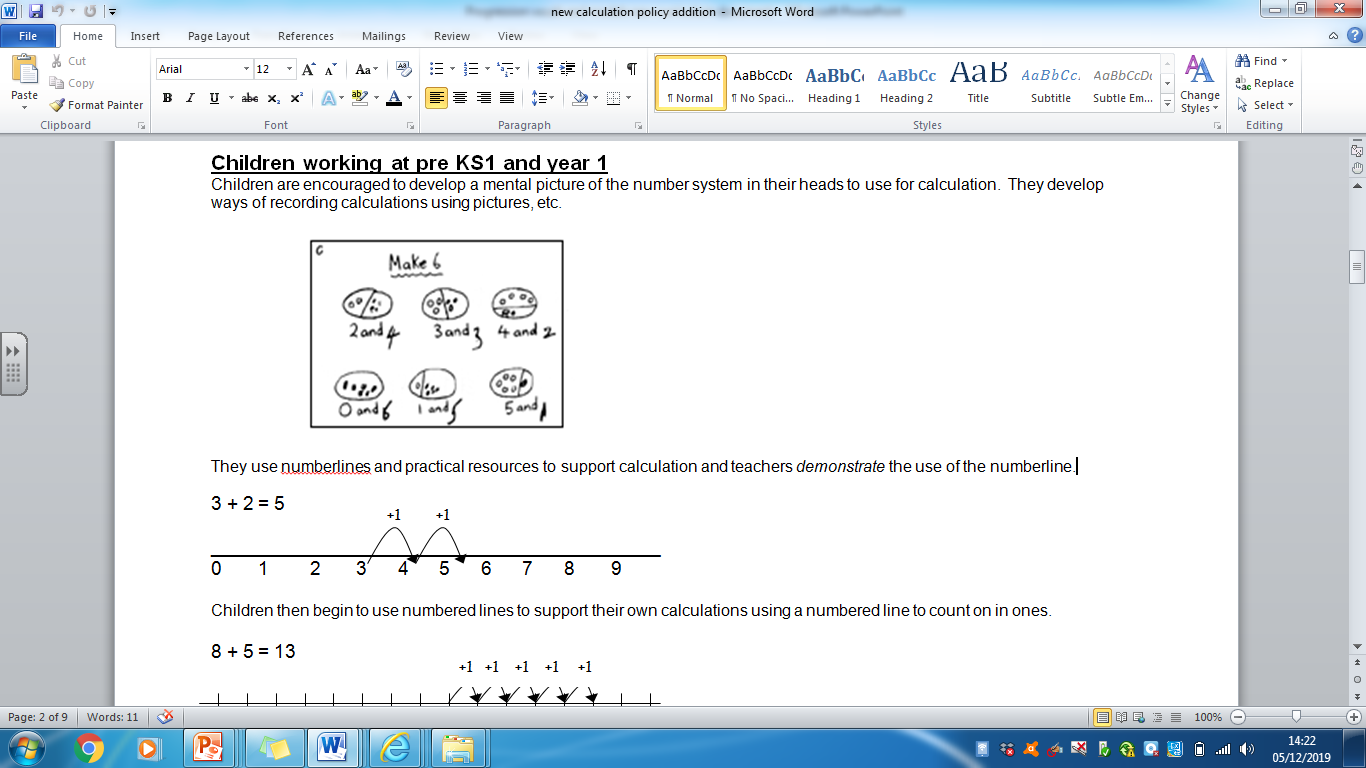 new calculation policy addition - Microsoft Word
File Home Insert Page Layout References Mailings Review View
Paste
Cut
Copy
Format Painter
Clipboard
Arial 12
Font
Paragraph
AaBbCcDc
¶ Normal
AaBbCcDc
¶ No Spaci...
AaBbC
Heading 1
AaBbCc
Heading 2
AaB
Title
AaBbCc.
Subtitle
AaBbCcDc
Subtle Em...
Change
Styles
Styles
Find
Replace
Select
Editing
Children working at pre KS1 and year 1
Children are encouraged to develop a mental picture of the number system in their heads to use for calculation. They develop
ways of recording calculations using pictures, etc.
Make 6
2 and 4 3 and 3 4 and 2
0 and 6 1 and 5 5 and 1
They use numberlines and practical resources to support calculation and teachers demonstrate the use of the numberline.
3 + 2 = 5
+1 +1
0 1 2 3 4 5 6 7 8 9
Children then begin to use numbered lines to support their own calculations using a numbered line to count on in ones.
8 + 5 = 13
+1 +1 +1 +1 +1
Page: 2 of 9 Words: 11 100%
14:22
05/12/2019